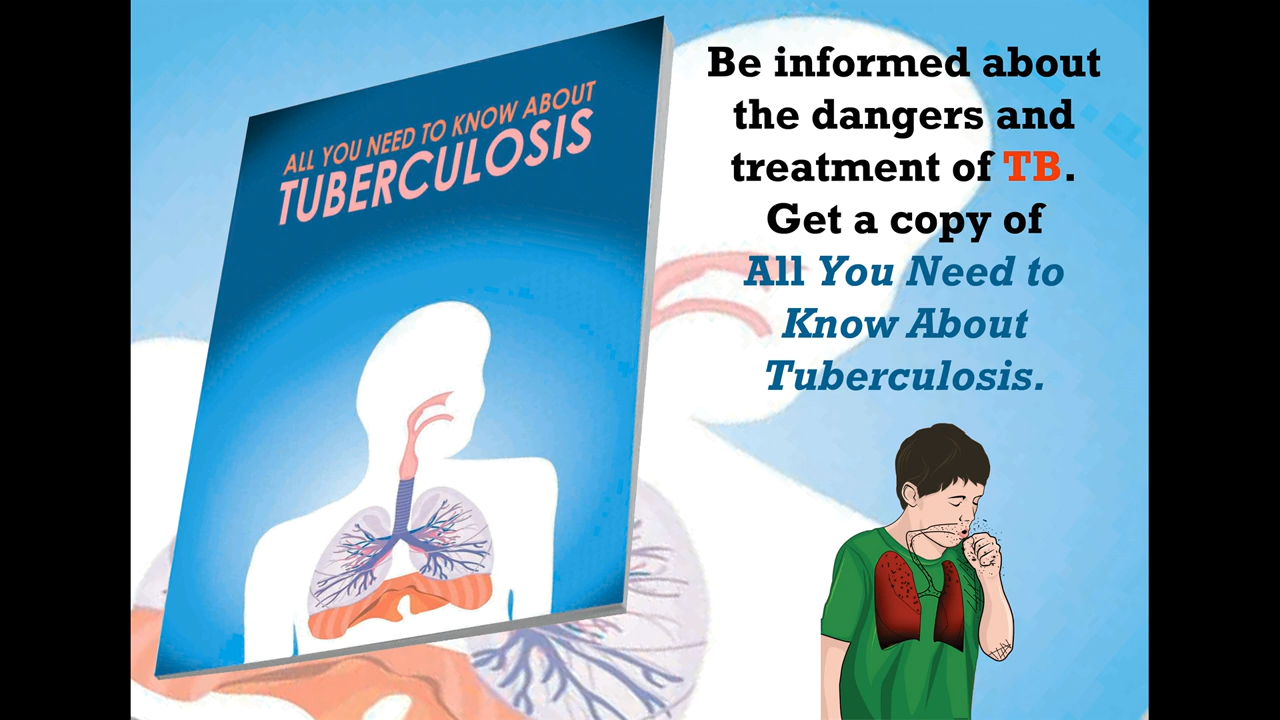 ALL YOU NEED TO KNOW ABOUT
TUBERCULOSIS
Be informed about
the dangers and
treatment of TB.
Get a copy of
All You Need to
Know About
Tuberculosis.